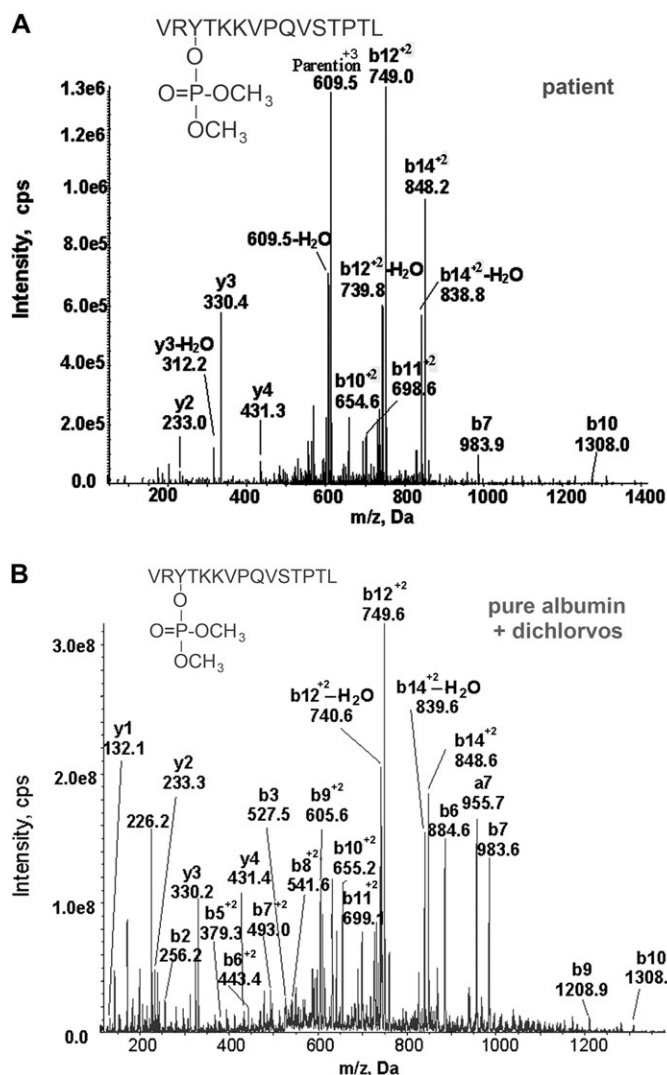 A
VRYTKKVPQVSTPTL
O
O=P-OCH₃
OCH₃
patient
Intensity, cps
1.3e6
1.2e6
1.0e6
8.0e5
6.0e5
4.0e5
2.0e5
0.0
Parention⁺³
609.5
b12⁺²
749.0
b14⁺²
848.2
609.5-H₂O
b12⁺²-H₂O
739.8
b14⁺²-H₂O
838.8
y3
330.4
y3-H₂O
312.2
y2
233.0
y4
431.3
b10⁺²
654.6
b11⁺²
698.6
b7
983.9
b10
1308.0
200
400
600
800
1000
1200
1400
m/z, Da
B
VRYTKKVPQVSTPTL
O
O=P-OCH₃
OCH₃
pure albumin
+ dichlorvos
Intensity, cps
3.0e8
2.0e8
1.0e8
0.0
b12⁺²
749.6
b12⁺²–H₂O
740.6
b14⁺²–H₂O
839.6
b14⁺²
848.6
a7
955.7
b6
884.6
b7
983.6
y1
132.1
y2
233.3
226.2
b3
527.5
b9⁺²
605.6
y3
330.2
y4
431.4
b8⁺²
541.6
b10⁺²
655.2
b5⁺²
379.3
b7⁺²
493.0
b11⁺²
699.1
b2
256.2
b6⁺²
443.4
b9
1208.9
b10
1308.
200
400
600
800
1000
1200
m/z, Da